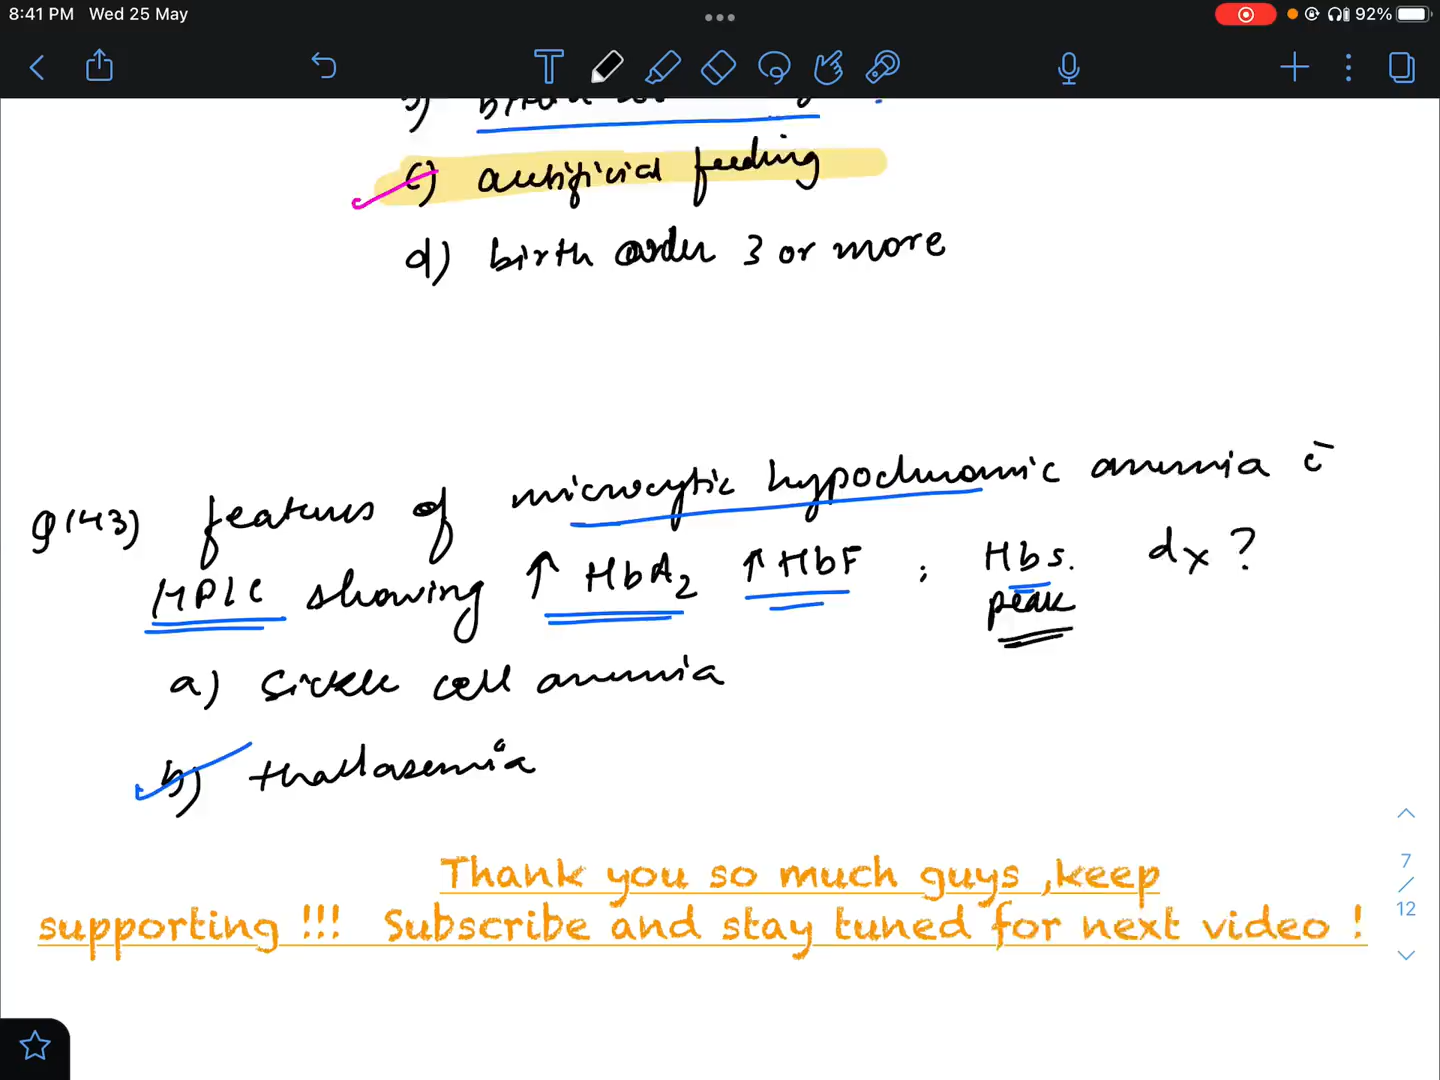 8:41 PM Wed 25 May
92%
b)
c) artificial feeding
d) birth order 3 or more
Q143) features of microcytic hypochromic anemia c̄
HPLC showing ↑ HbA2 ↑ HbF ; Hbs. dx ?
peak
a) Sickle cell anemia
b) thallasemia
7
/
12
Thank you so much guys ,keep
supporting !!! Subscribe and stay tuned for next video !